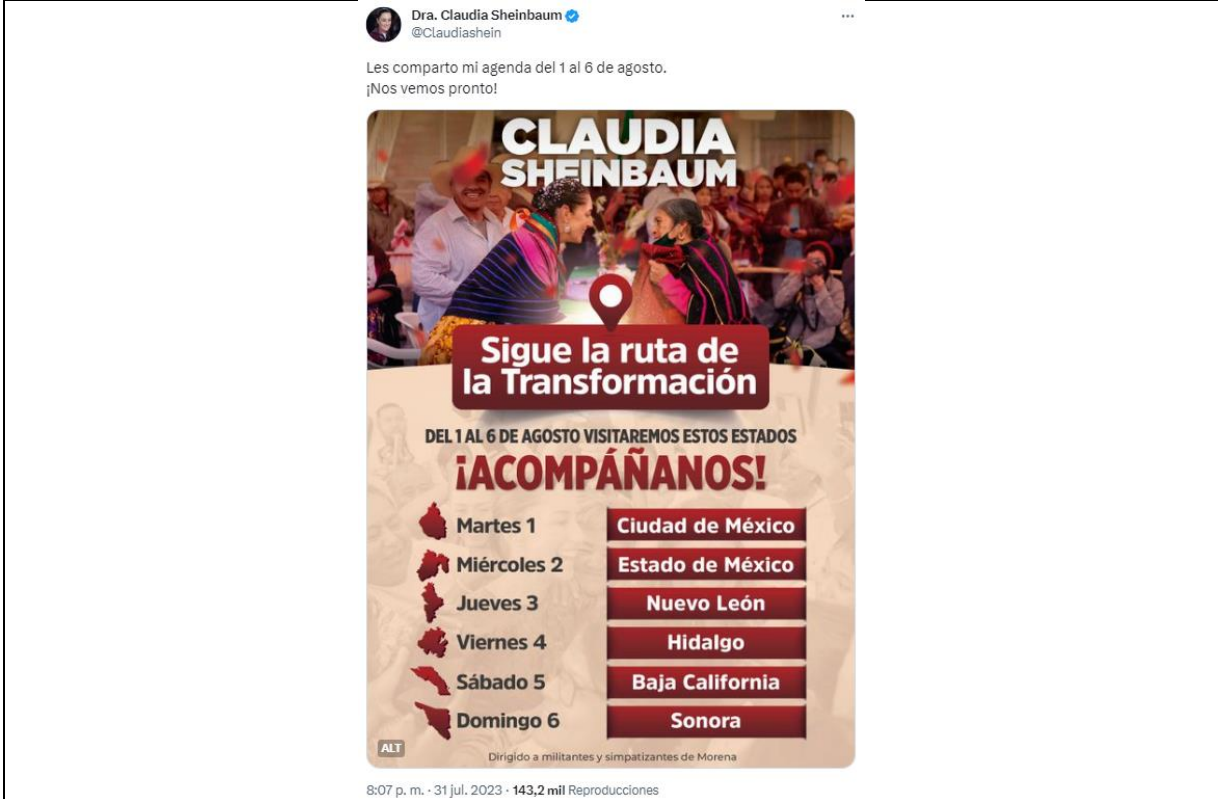 Dra. Claudia Sheinbaum
@Claudiashein
Les comparto mi agenda del 1 al 6 de agosto.
¡Nos vemos pronto!
CLAUDIA
SHEINBAUM
Sigue la ruta de
la Transformación
DEL 1 AL 6 DE AGOSTO VISITAREMOS ESTOS ESTADOS
¡ACOMPÁÑANOS!
Martes 1 Ciudad de México
Miércoles 2 Estado de México
Jueves 3 Nuevo León
Viernes 4 Hidalgo
Sábado 5 Baja California
Domingo 6 Sonora
ALT
Dirigido a militantes y simpatizantes de Morena
8:07 p. m. · 31 jul. 2023 · 143,2 mil Reproducciones